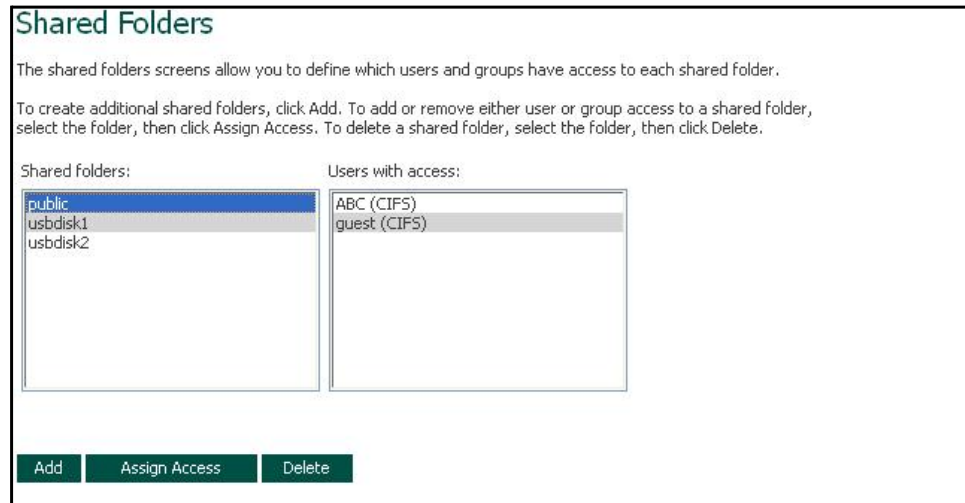 Shared Folders
The shared folders screens allow you to define which users and groups have access to each shared folder.
To create additional shared folders, click Add. To add or remove either user or group access to a shared folder,
select the folder, then click Assign Access. To delete a shared folder, select the folder, then click Delete.
Shared folders:
public
usbdisk1
usbdisk2
Users with access:
ABC (CIFS)
guest (CIFS)
Add
Assign Access
Delete